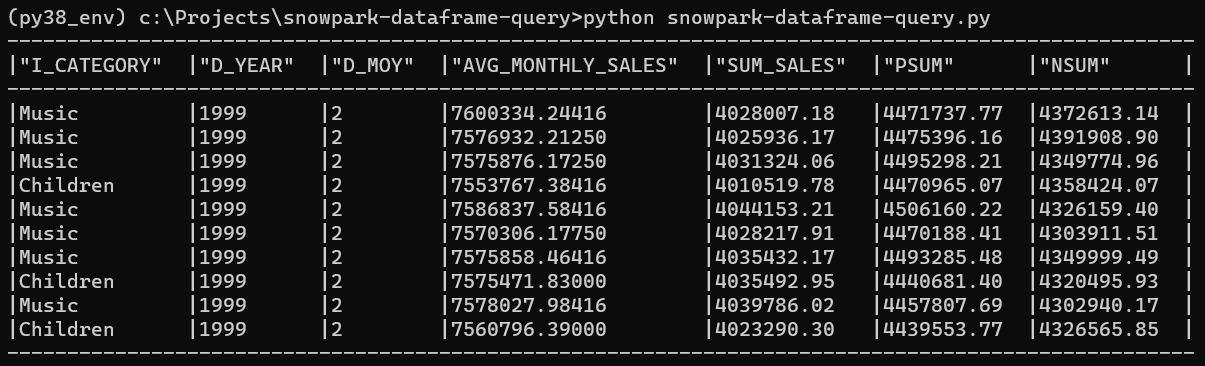 (py38_env) c:\Projects\snowpark-dataframe-query>python snowpark-dataframe-query.py
---------------------------------------------------------------------------------------------------
|"I_CATEGORY"  |"D_YEAR"  |"D_MOY"  |"AVG_MONTHLY_SALES"  |"SUM_SALES"  |"PSUM"      |"NSUM"      |
---------------------------------------------------------------------------------------------------
|Music         |1999      |2        |7600334.24416        |4028007.18   |4471737.77  |4372613.14  |
|Music         |1999      |2        |7576932.21250        |4025936.17   |4475396.16  |4391908.90  |
|Music         |1999      |2        |7575876.17250        |4031324.06   |4495298.21  |4349774.96  |
|Children      |1999      |2        |7553767.38416        |4010519.78   |4470965.07  |4358424.07  |
|Music         |1999      |2        |7586837.58416        |4044153.21   |4506160.22  |4326159.40  |
|Music         |1999      |2        |7570306.17750        |4028217.91   |4470188.41  |4303911.51  |
|Music         |1999      |2        |7575858.46416        |4035432.17   |4493285.48  |4349999.49  |
|Children      |1999      |2        |7575471.83000        |4035492.95   |4440681.40  |4320495.93  |
|Music         |1999      |2        |7578027.98416        |4039786.02   |4457807.69  |4302940.17  |
|Children      |1999      |2        |7560796.39000        |4023290.30   |4439553.77  |4326565.85  |
---------------------------------------------------------------------------------------------------